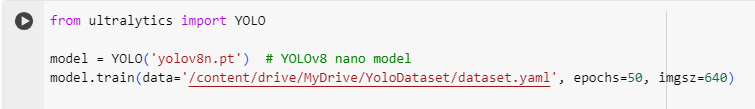 from ultralytics import YOLO
model = YOLO('yolov8n.pt')  # YOLOv8 nano model
model.train(data='/content/drive/MyDrive/YoloDataset/dataset.yaml', epochs=50, imgsz=640)